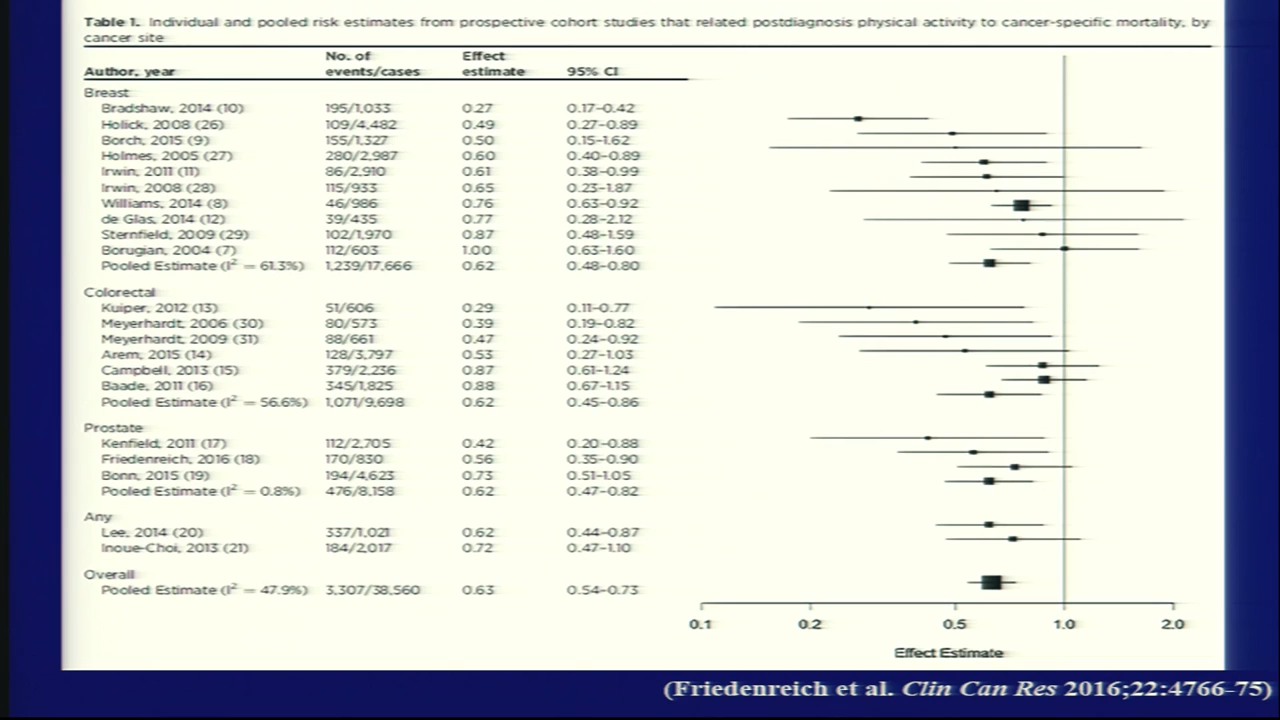 Table 1. Individual and pooled risk estimates from prospective cohort studies that related postdiagnosis physical activity to cancer-specific mortality, by
cancer site
No. of Effect
Author, year events/cases estimate 95% CI
Breast
Bradshaw, 2014 (10) 195/1,033 0.27 0.17–0.42
Holick, 2008 (26) 109/4,482 0.49 0.27–0.89
Borch, 2015 (9) 155/1,327 0.50 0.15–1.62
Holmes, 2005 (27) 280/2,987 0.60 0.40–0.89
Irwin, 2011 (11) 86/2,910 0.61 0.38–0.99
Irwin, 2008 (28) 115/933 0.65 0.23–1.87
Williams, 2014 (8) 46/986 0.76 0.63–0.92
de Glas, 2014 (12) 39/435 0.77 0.28–2.12
Sternfield, 2009 (29) 102/1,970 0.87 0.48–1.59
Borugian, 2004 (7) 112/603 1.00 0.63–1.60
Pooled Estimate (I² = 61.3%) 1,239/17,666 0.62 0.48–0.80
Colorectal
Kuiper, 2012 (13) 51/606 0.29 0.11–0.77
Meyerhardt, 2006 (30) 80/573 0.39 0.19–0.82
Meyerhardt, 2009 (31) 88/661 0.47 0.24–0.92
Arem, 2015 (14) 128/3,797 0.53 0.27–1.03
Campbell, 2013 (15) 379/2,236 0.87 0.61–1.24
Baade, 2011 (16) 345/1,825 0.88 0.67–1.15
Pooled Estimate (I² = 56.6%) 1,071/9,698 0.62 0.45–0.86
Prostate
Kenfield, 2011 (17) 112/2,705 0.42 0.20–0.88
Friedenreich, 2016 (18) 170/830 0.56 0.35–0.90
Bonn, 2015 (19) 194/4,623 0.73 0.51–1.05
Pooled Estimate (I² = 0.8%) 476/8,158 0.62 0.47–0.82
Any
Lee, 2014 (20) 337/1,021 0.62 0.44–0.87
Inoue-Choi, 2013 (21) 184/2,017 0.72 0.47–1.10
Overall
Pooled Estimate (I² = 47.9%) 3,307/38,560 0.63 0.54–0.73
0.1 0.2 0.5 1.0 2.0
Effect Estimate
(Friedenreich et al. Clin Can Res 2016;22:4766-75)